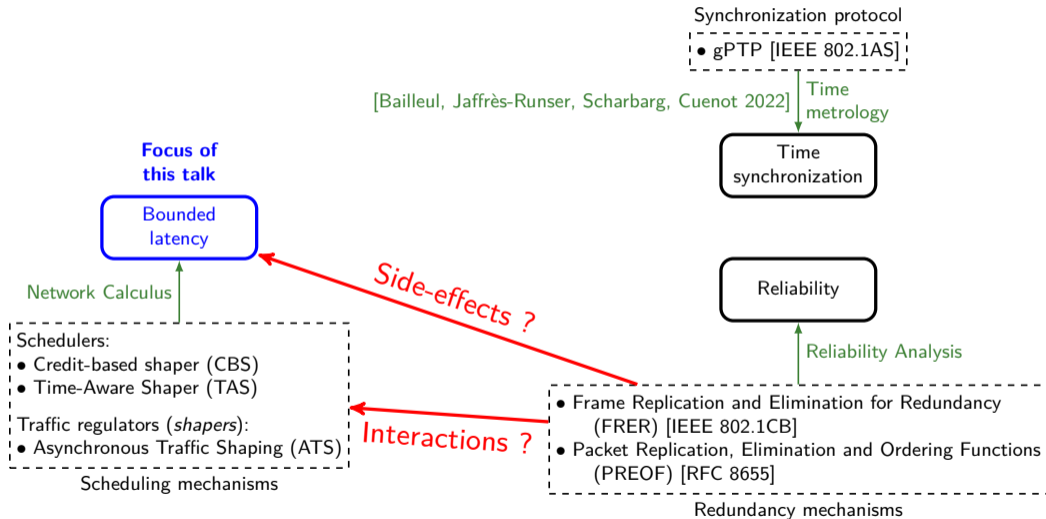 Synchronization protocol
• gPTP [IEEE 802.1AS]
[Bailleul, Jaffrès-Runser, Scharbarg, Cuenot 2022]
Time
metrology
Time
synchronization
Focus of
this talk
Bounded
latency
Side-effects ?
Reliability
Network Calculus
Reliability Analysis
Schedulers:
• Credit-based shaper (CBS)
• Time-Aware Shaper (TAS)
Traffic regulators (shapers):
• Asynchronous Traffic Shaping (ATS)
Scheduling mechanisms
Interactions ?
• Frame Replication and Elimination for Redundancy
(FRER) [IEEE 802.1CB]
• Packet Replication, Elimination and Ordering Functions
(PREOF) [RFC 8655]
Redundancy mechanisms